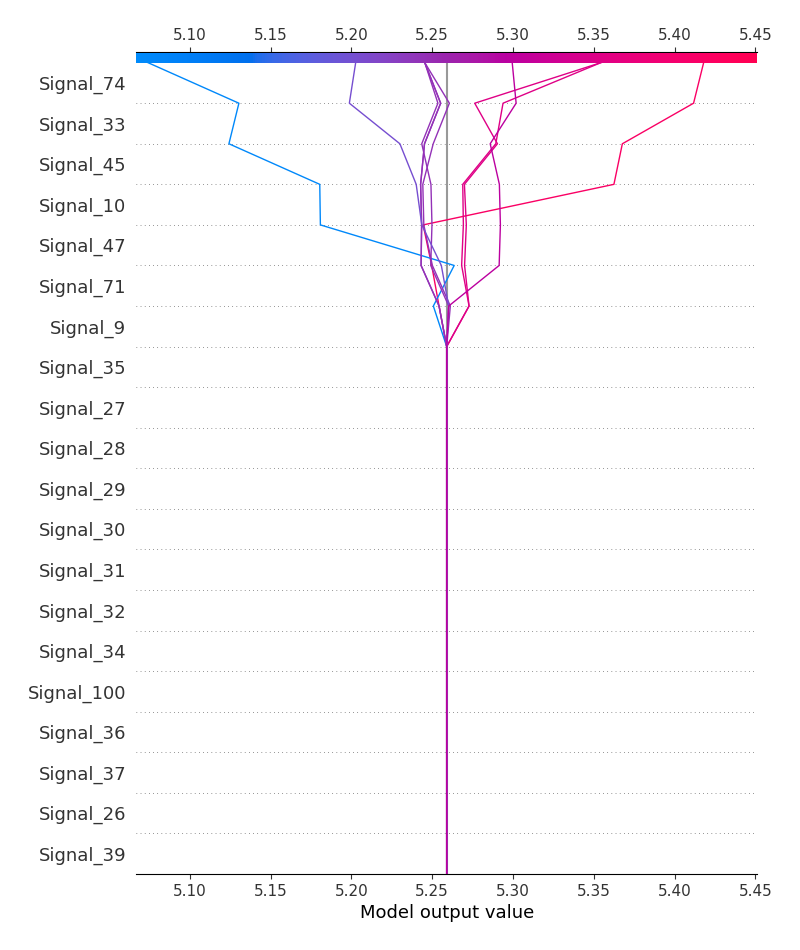 5.10 5.15 5.20 5.25 5.30 5.35 5.40 5.45
Signal_74
Signal_33
Signal_45
Signal_10
Signal_47
Signal_71
Signal_9
Signal_35
Signal_27
Signal_28
Signal_29
Signal_30
Signal_31
Signal_32
Signal_34
Signal_100
Signal_36
Signal_37
Signal_26
Signal_39
5.10 5.15 5.20 5.25 5.30 5.35 5.40 5.45
Model output value